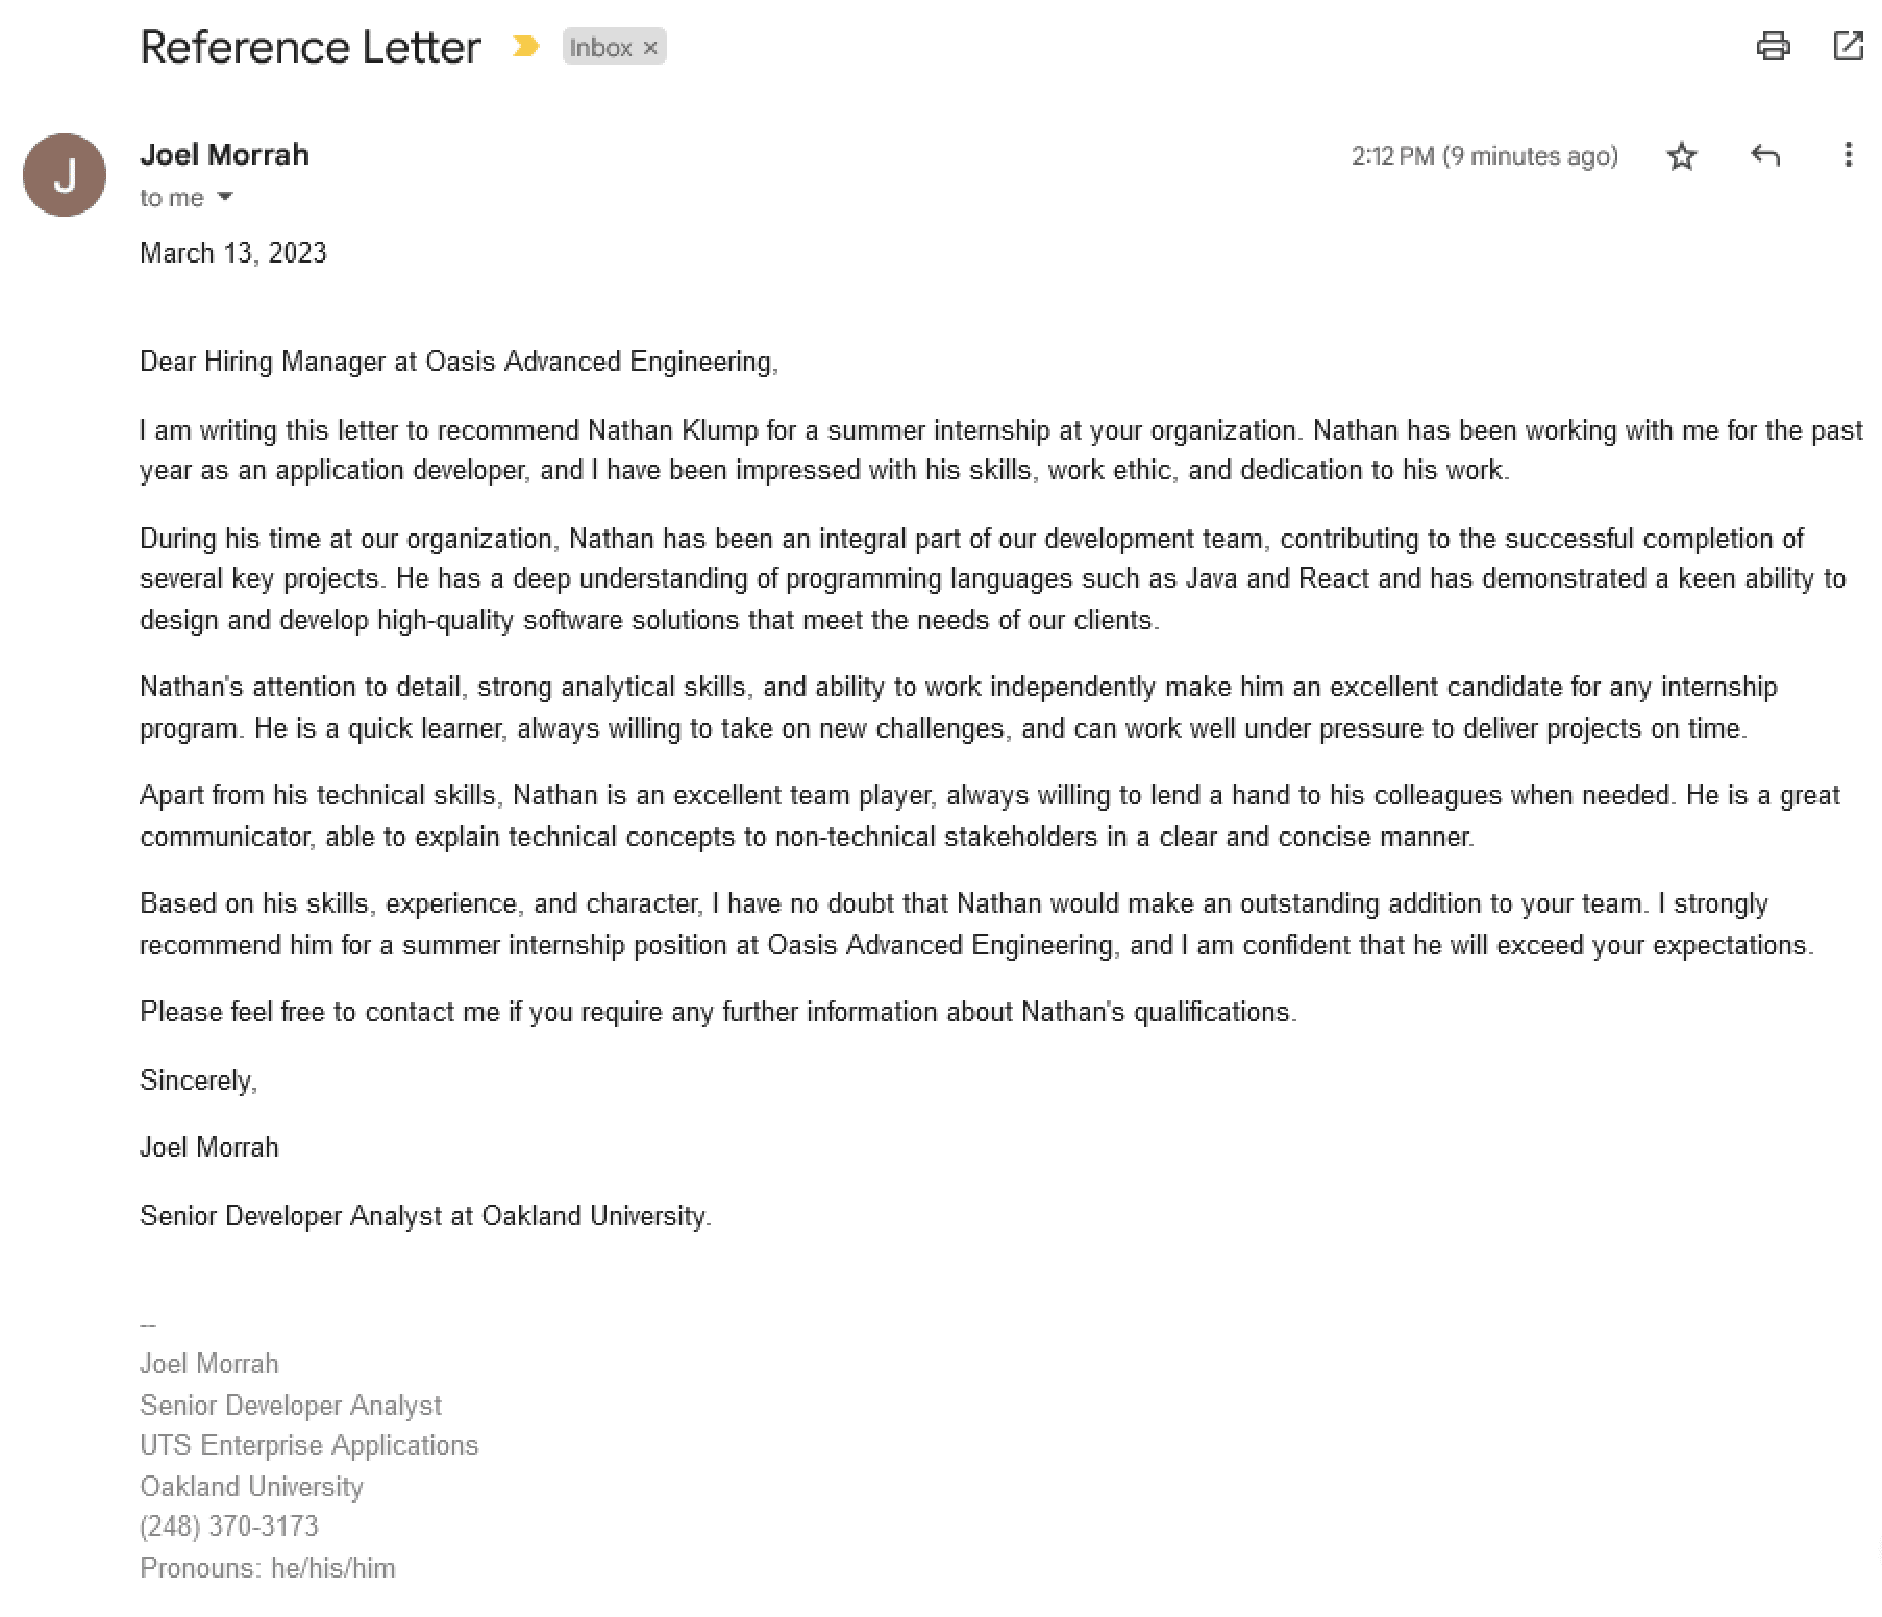 Reference Letter
Inbox ×
Joel Morrah
2:12 PM (9 minutes ago)
to me
J
March 13, 2023
Dear Hiring Manager at Oasis Advanced Engineering,
I am writing this letter to recommend Nathan Klump for a summer internship at your organization. Nathan has been working with me for the past
year as an application developer, and I have been impressed with his skills, work ethic, and dedication to his work.
During his time at our organization, Nathan has been an integral part of our development team, contributing to the successful completion of
several key projects. He has a deep understanding of programming languages such as Java and React and has demonstrated a keen ability to
design and develop high-quality software solutions that meet the needs of our clients.
Nathan's attention to detail, strong analytical skills, and ability to work independently make him an excellent candidate for any internship
program. He is a quick learner, always willing to take on new challenges, and can work well under pressure to deliver projects on time.
Apart from his technical skills, Nathan is an excellent team player, always willing to lend a hand to his colleagues when needed. He is a great
communicator, able to explain technical concepts to non-technical stakeholders in a clear and concise manner.
Based on his skills, experience, and character, I have no doubt that Nathan would make an outstanding addition to your team. I strongly
recommend him for a summer internship position at Oasis Advanced Engineering, and I am confident that he will exceed your expectations.
Please feel free to contact me if you require any further information about Nathan's qualifications.
Sincerely,
Joel Morrah
Senior Developer Analyst at Oakland University.
--
Joel Morrah
Senior Developer Analyst
UTS Enterprise Applications
Oakland University
(248) 370-3173
Pronouns: he/his/him